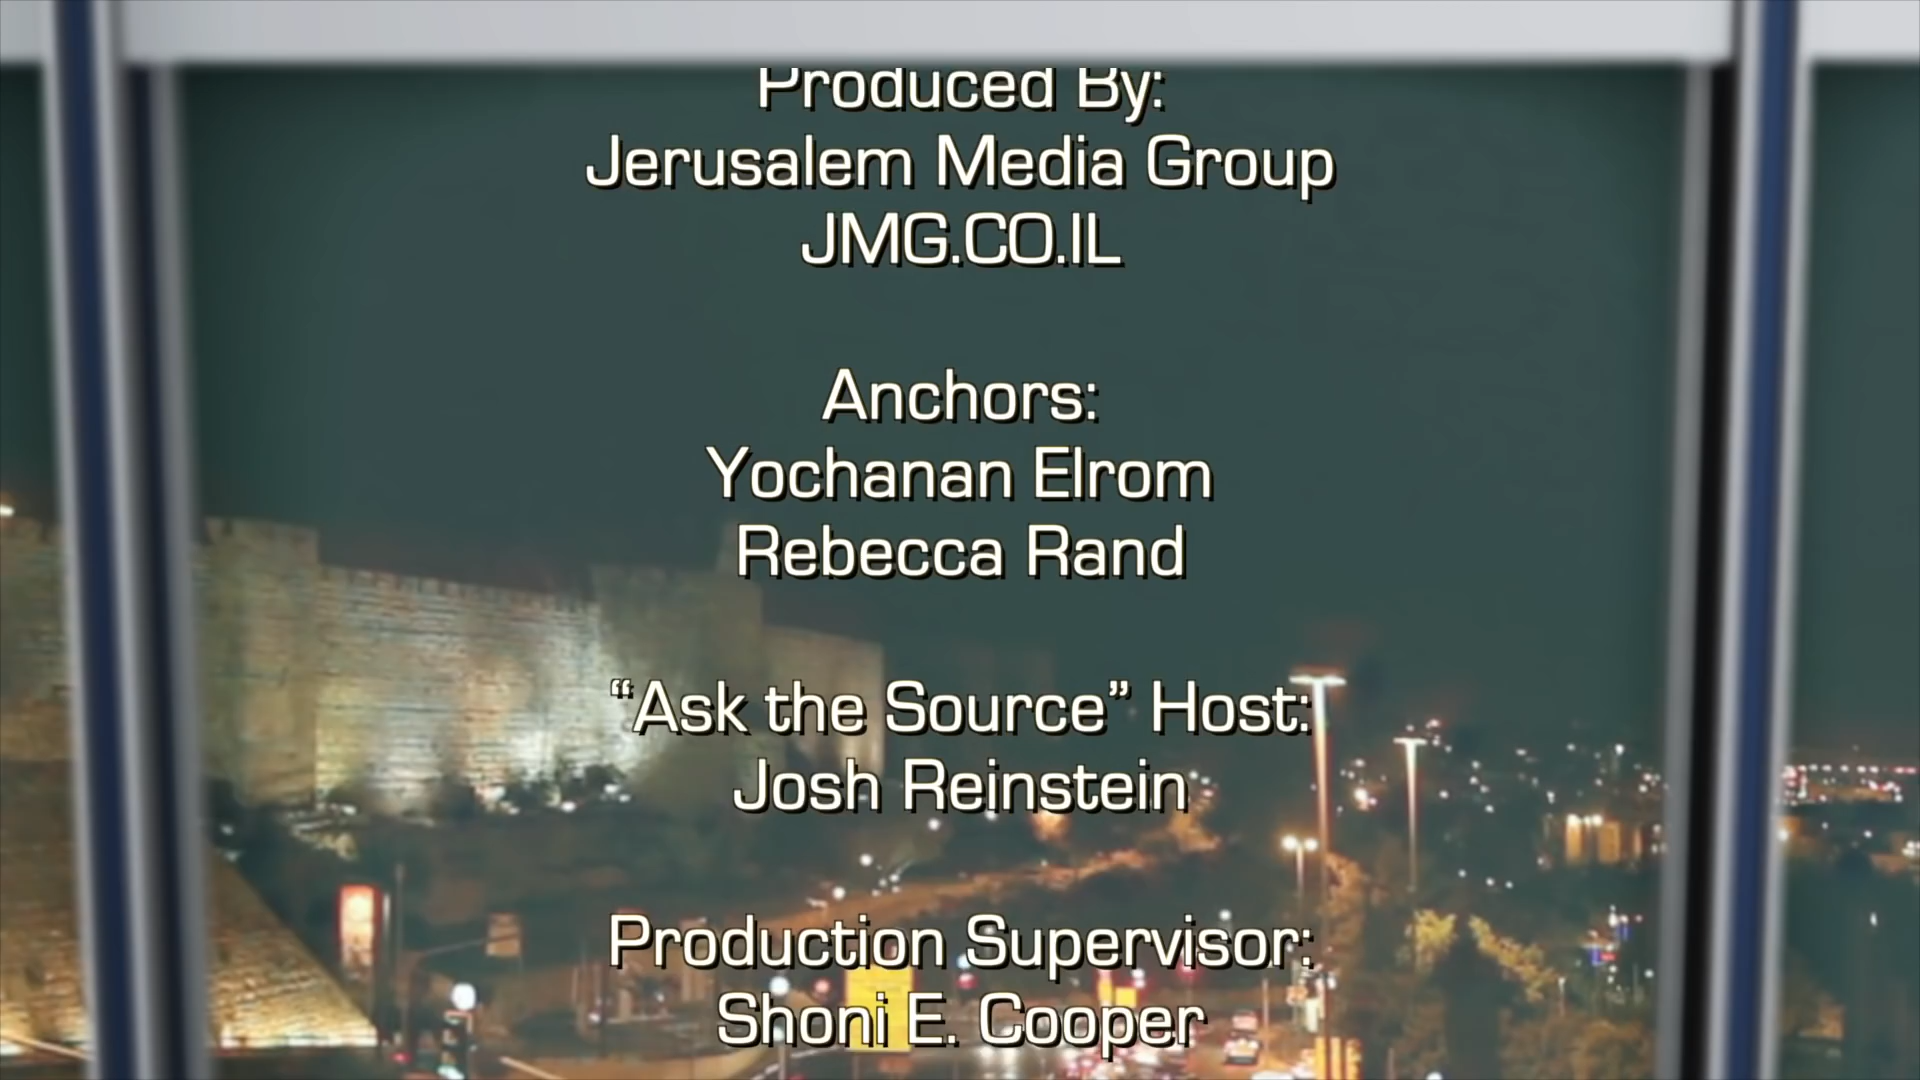 Produced By:
Jerusalem Media Group
JMG.CO.IL
Anchors:
Yochanan Elrom
Rebecca Rand
“Ask the Source” Host:
Josh Reinstein
Production Supervisor:
Shoni E. Cooper